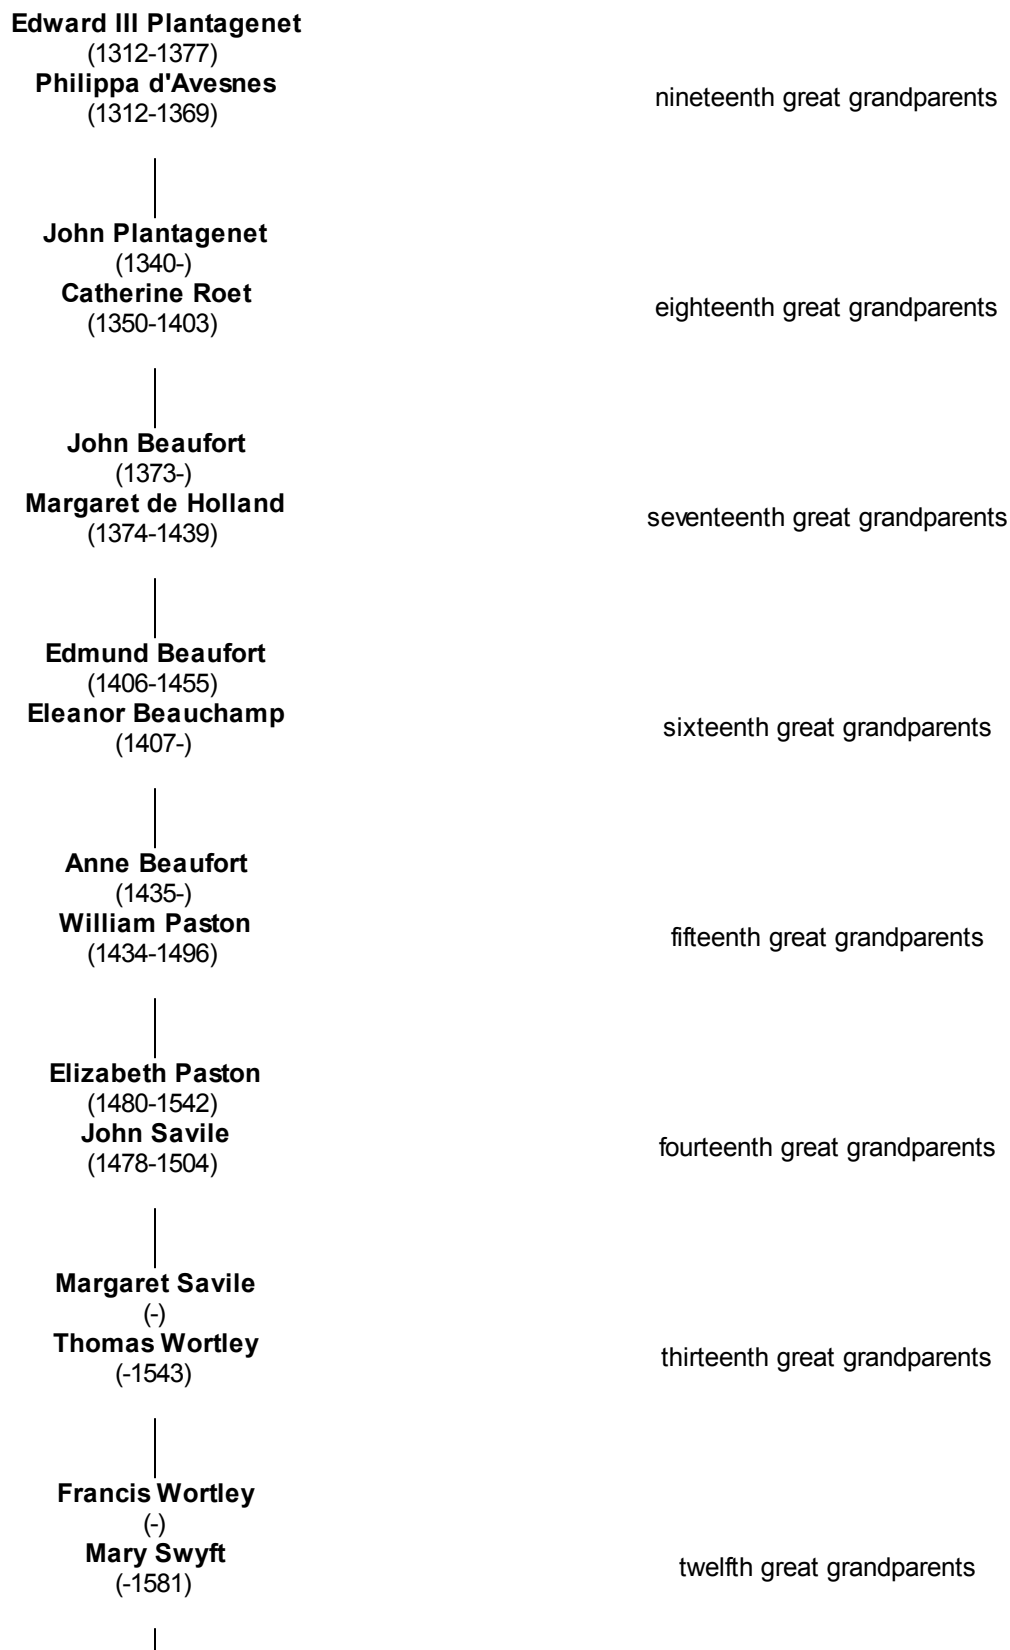 Edward III Plantagenet
(1312-1377)
Philippa d'Avesnes
(1312-1369)
nineteenth great grandparents
John Plantagenet
(1340-)
Catherine Roet
(1350-1403)
eighteenth great grandparents
John Beaufort
(1373-)
Margaret de Holland
(1374-1439)
seventeenth great grandparents
Edmund Beaufort
(1406-1455)
Eleanor Beauchamp
(1407-)
sixteenth great grandparents
Anne Beaufort
(1435-)
William Paston
(1434-1496)
fifteenth great grandparents
Elizabeth Paston
(1480-1542)
John Savile
(1478-1504)
fourteenth great grandparents
Margaret Savile
(-)
Thomas Wortley
(-1543)
thirteenth great grandparents
Francis Wortley
(-)
Mary Swyft
(-1581)
twelfth great grandparents